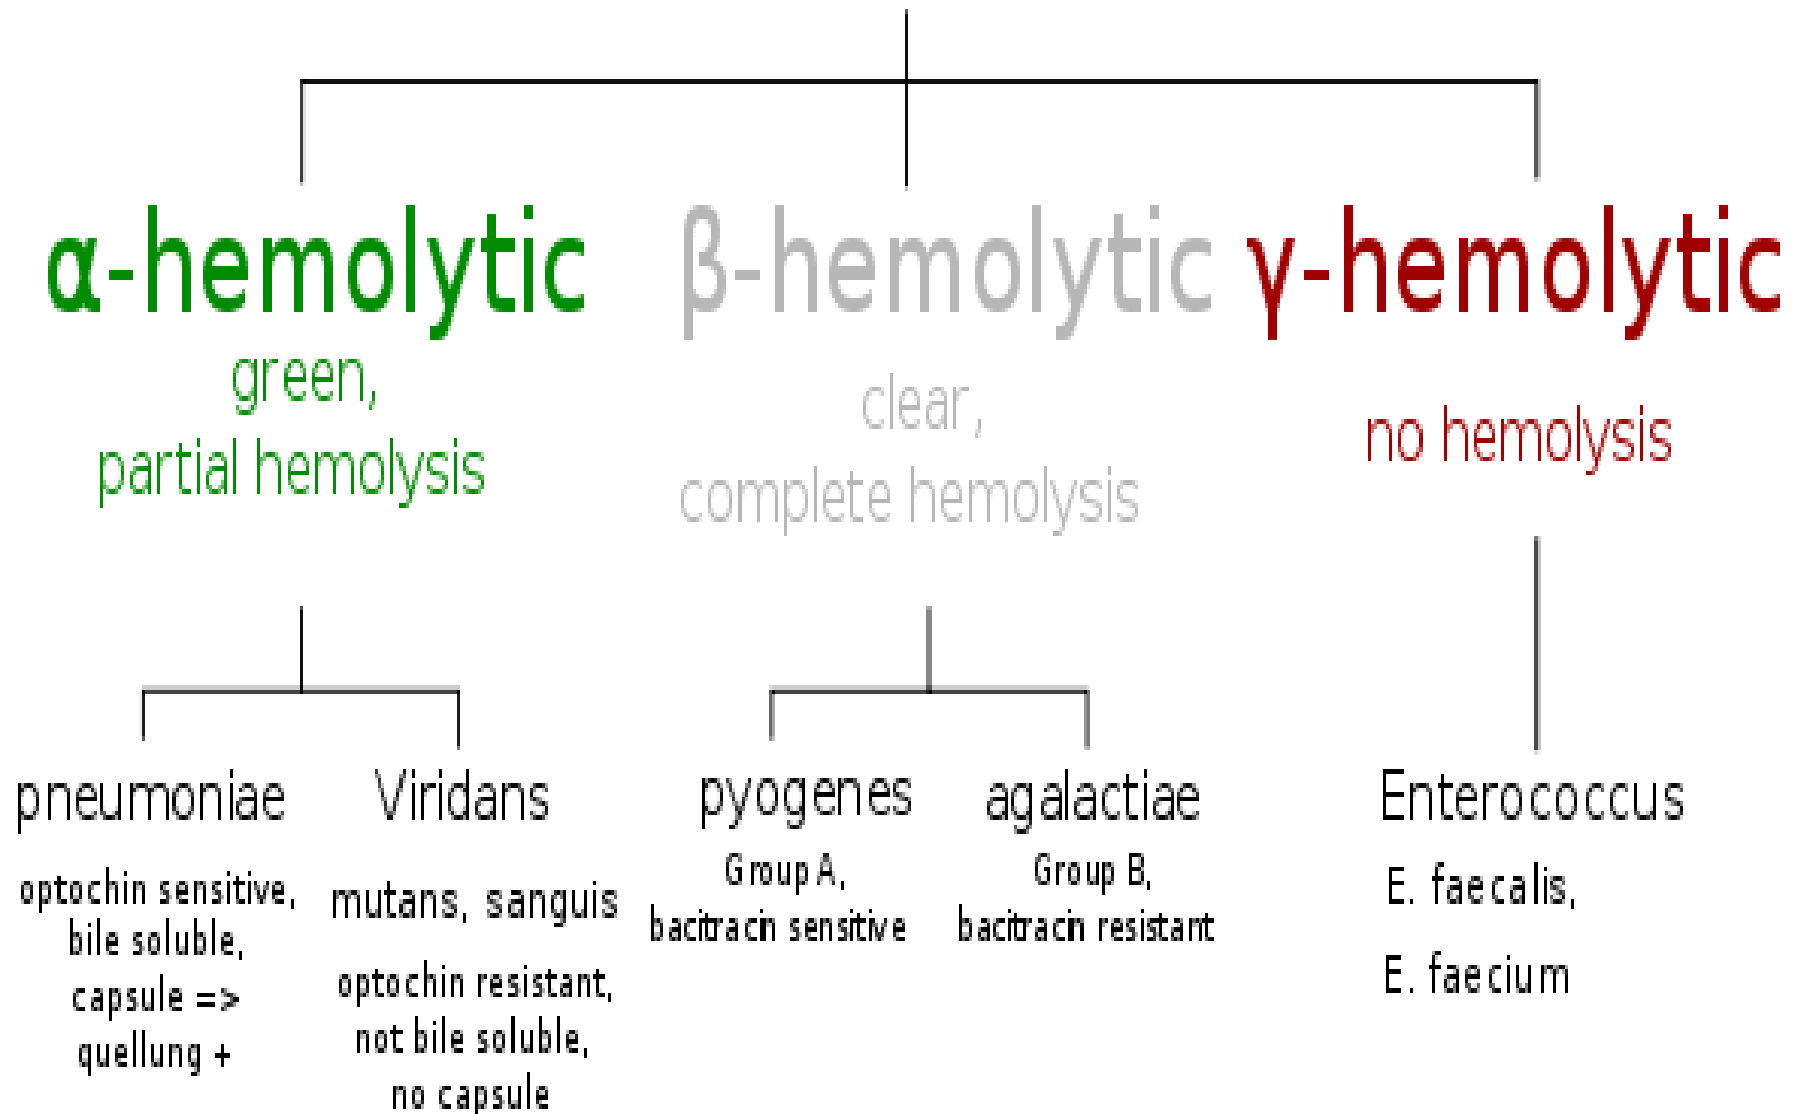 α-hemolytic
green,
partial hemolysis
β-hemolytic
clear,
complete hemolysis
γ-hemolytic
no hemolysis
pneumoniae
optochin sensitive,
bile soluble,
capsule =>
quellung +
Viridans
mutans, sanguis
optochin resistant,
not bile soluble,
no capsule
pyogenes
Group A,
bacitracin sensitive
agalactiae
Group B,
bacitracin resistant
Enterococcus
E. faecalis,
E. faecium